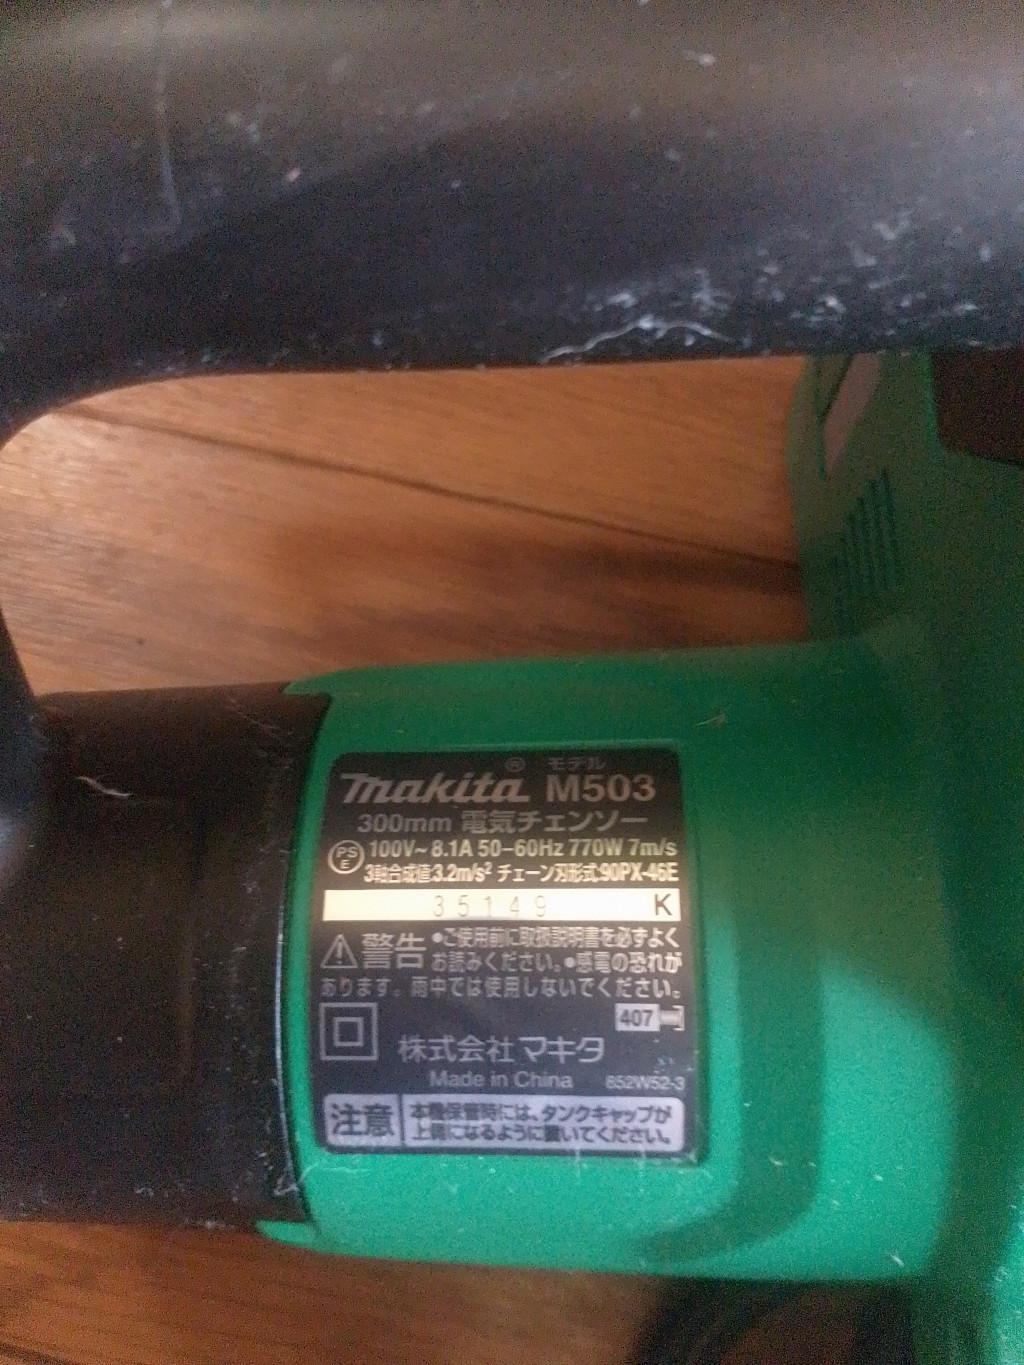 makita® モデル M503
300mm 電気チェンソー
PS E 100V~ 8.1A 50-60Hz 770W 7m/s
3軸合成値:3.2m/s² チェーン刃形式:90PX-46E
35149 K
警告 •ご使用前に取扱説明書を必ずよく
お読みください。•感電の恐れが
あります。雨中では使用しないでください。
407
株式会社マキタ
Made in China 852W52-3
注意 本機保管時には、タンクキャップが
上側になるように置いてください。